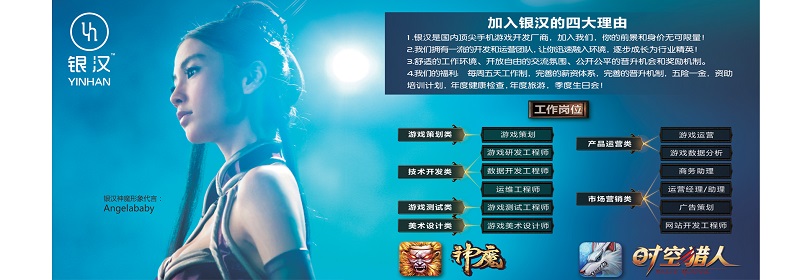 银汉™
YINHAN
银汉神魔形象代言：
Angelababy
加入银汉的四大理由
1.银汉是国内顶尖手机游戏开发厂商，加入我们，你的前景和身价无可限量！
2.我们拥有一流的开发和运营团队，让你迅速融入环境，逐步成长为行业精英！
3.舒适的工作环境、开放自由的交流氛围、公开公平的晋升机会和奖励机制。
4.我们的福利：每周五天工作制，完善的薪资体系，完善的晋升机制，五险一金，资助
培训计划，年度健康检查，年度旅游，季度生日会！
工作岗位
游戏策划类
游戏策划
游戏研发工程师
技术开发类
数据开发工程师
运维工程师
游戏测试类
游戏测试工程师
美术设计类
游戏美术设计师
产品运营类
游戏运营
游戏数据分析
商务助理
市场营销类
运营经理/助理
广告策划
网站开发工程师
神魔
时空猎人